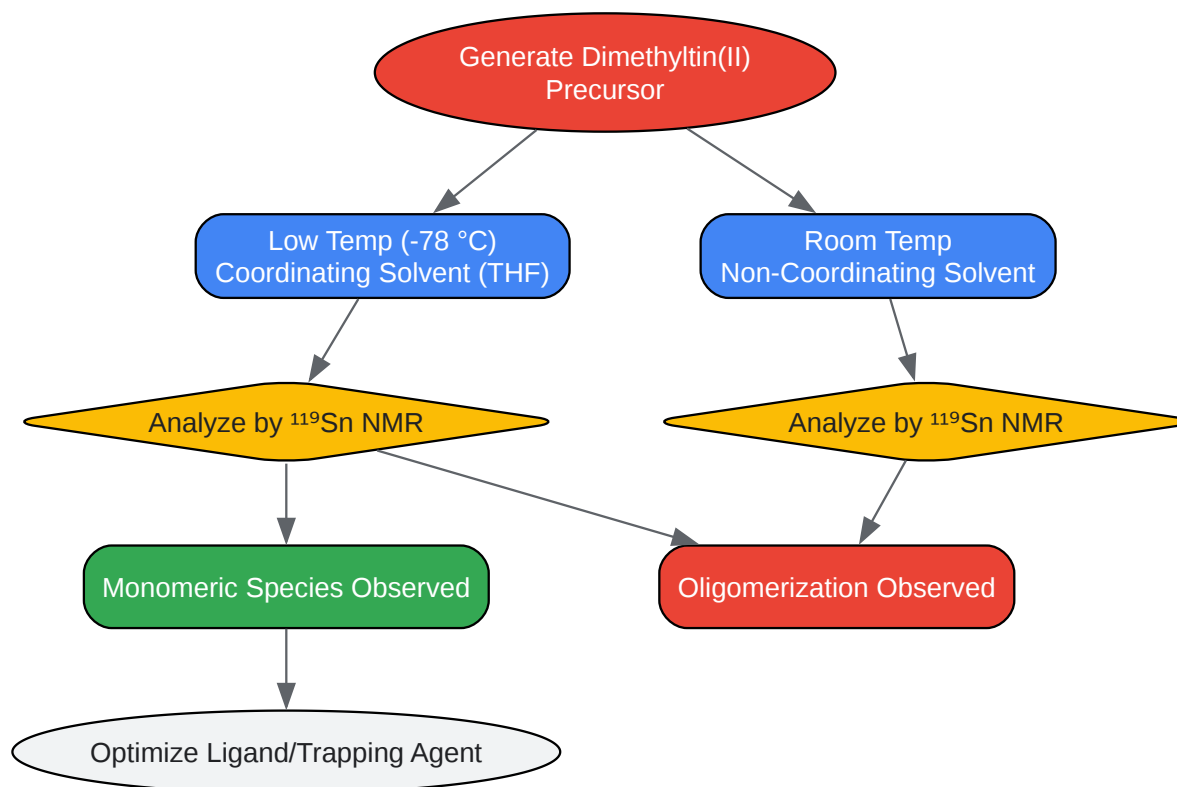 Generate Dimethyltin(II)
Precursor
Low Temp (-78 °C)
Coordinating Solvent (THF)
Room Temp
Non-Coordinating Solvent
Analyze by ¹¹⁹Sn NMR
Analyze by ¹¹⁹Sn NMR
Monomeric Species Observed
Oligomerization Observed
Optimize Ligand/Trapping Agent